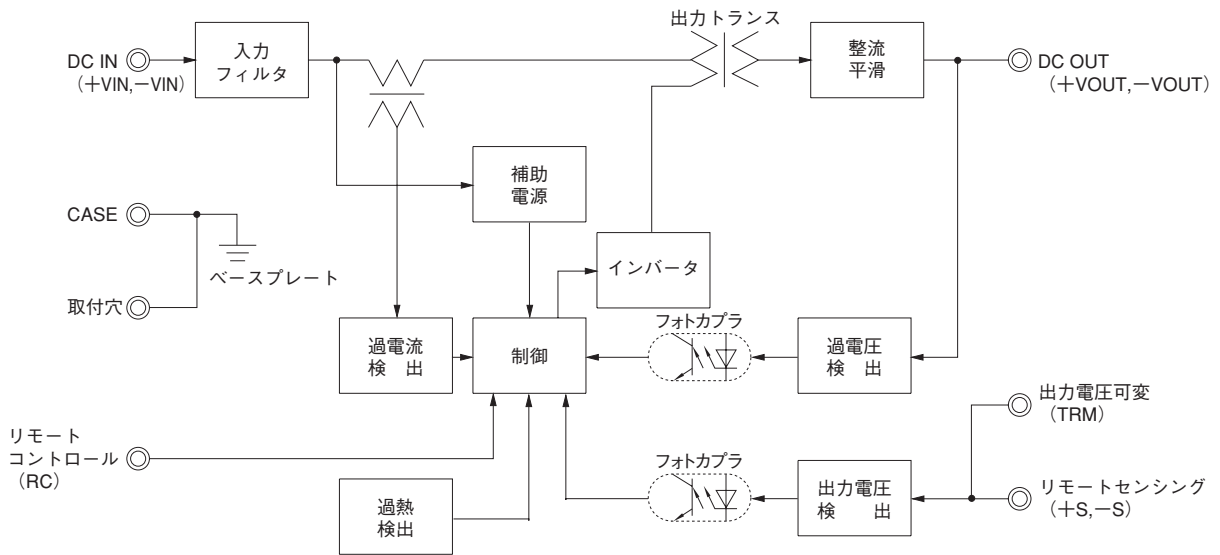 出力トランス
DC IN
（＋VIN,－VIN）
入力
フィルタ
整流
平滑
DC OUT
（＋VOUT,－VOUT）
補助
電源
CASE
ベースプレート
インバータ
取付穴
過電流
検　出
制御
フォトカプラ
過電圧
検　出
出力電圧可変
（TRM）
リモート
コントロール
（RC）
フォトカプラ
過熱
検出
出力電圧
検　出
リモートセンシング
（＋S,－S）